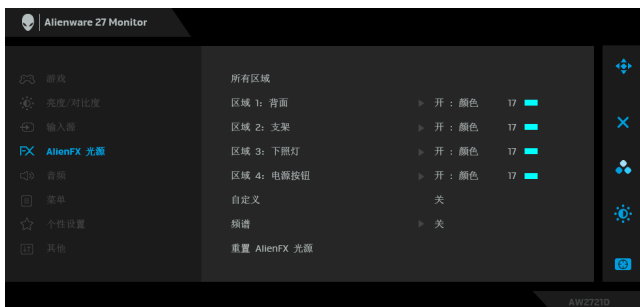 Alienware 27 Monitor
游戏
亮度/对比度
输入源
FX AlienFX 光源
音频
菜单
个性设置
其他
所有区域
区域 1: 背面 开 : 颜色 17
区域 2: 支架 开 : 颜色 17
区域 3: 下照灯 开 : 颜色 17
区域 4: 电源按钮 开 : 颜色 17
自定义 关
频谱 关
重置 AlienFX 光源
AW2721D